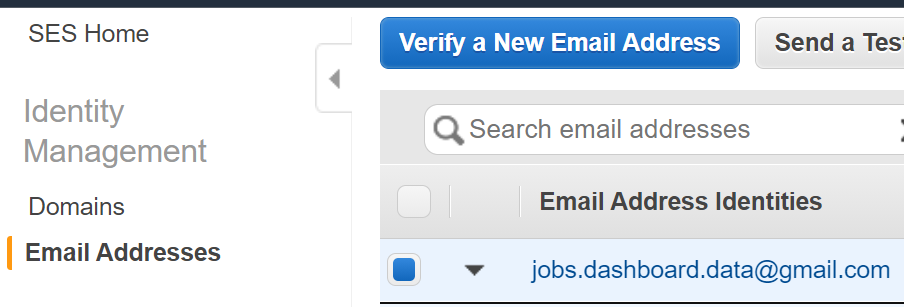 SES Home
Verify a New Email Address
Send a Tes
Identity
Management
Search email addresses
Domains
Email Address Identities
Email Addresses
jobs.dashboard.data@gmail.com